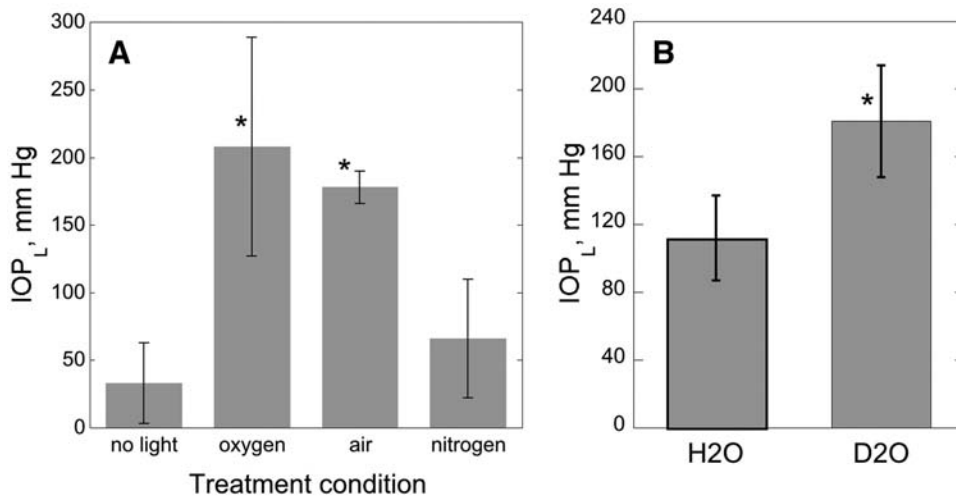 A
IOPL, mm Hg
300
250
200
150
100
50
0
*
*
no light oxygen air nitrogen
Treatment condition
B
IOPL, mm Hg
240
200
160
120
80
40
0
*
H2O D2O